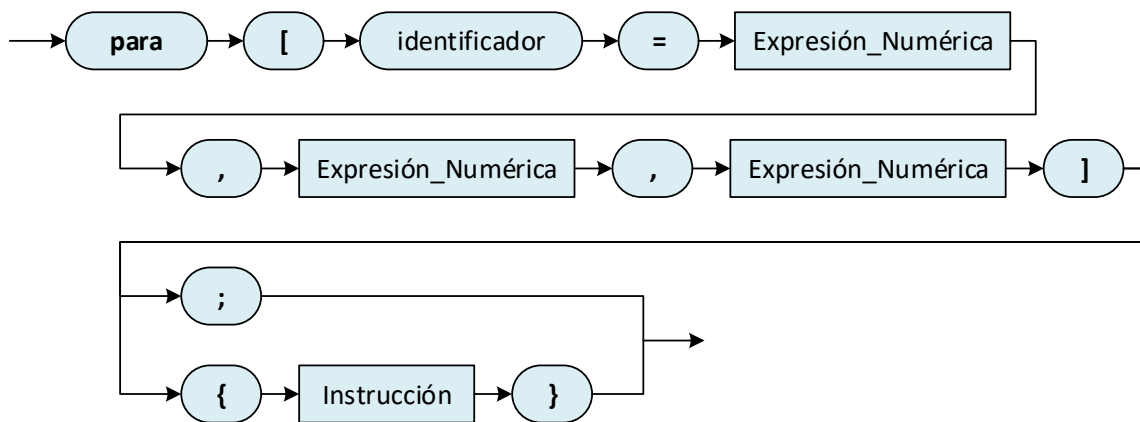 para [ identificador = Expresión_Numérica
, Expresión_Numérica , Expresión_Numérica ]
;
{ Instrucción }